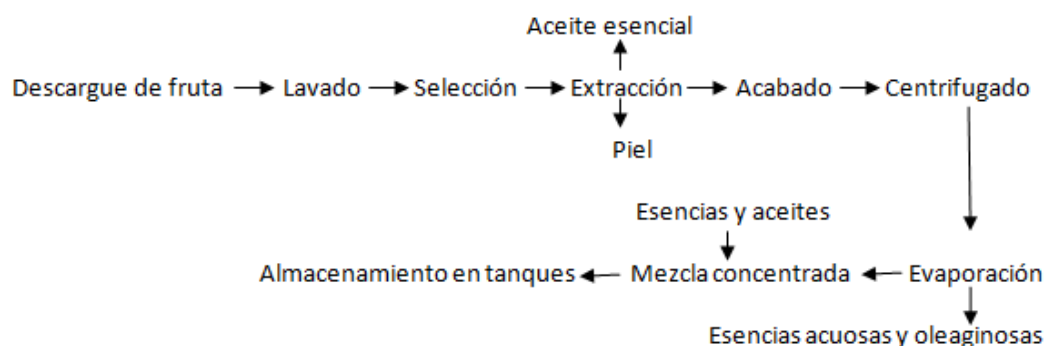 Aceite esencial
Descargue de fruta Lavado Selección Extracción Acabado Centrifugado
Piel
Esencias y aceites
Almacenamiento en tanques Mezcla concentrada Evaporación
Esencias acuosas y oleaginosas